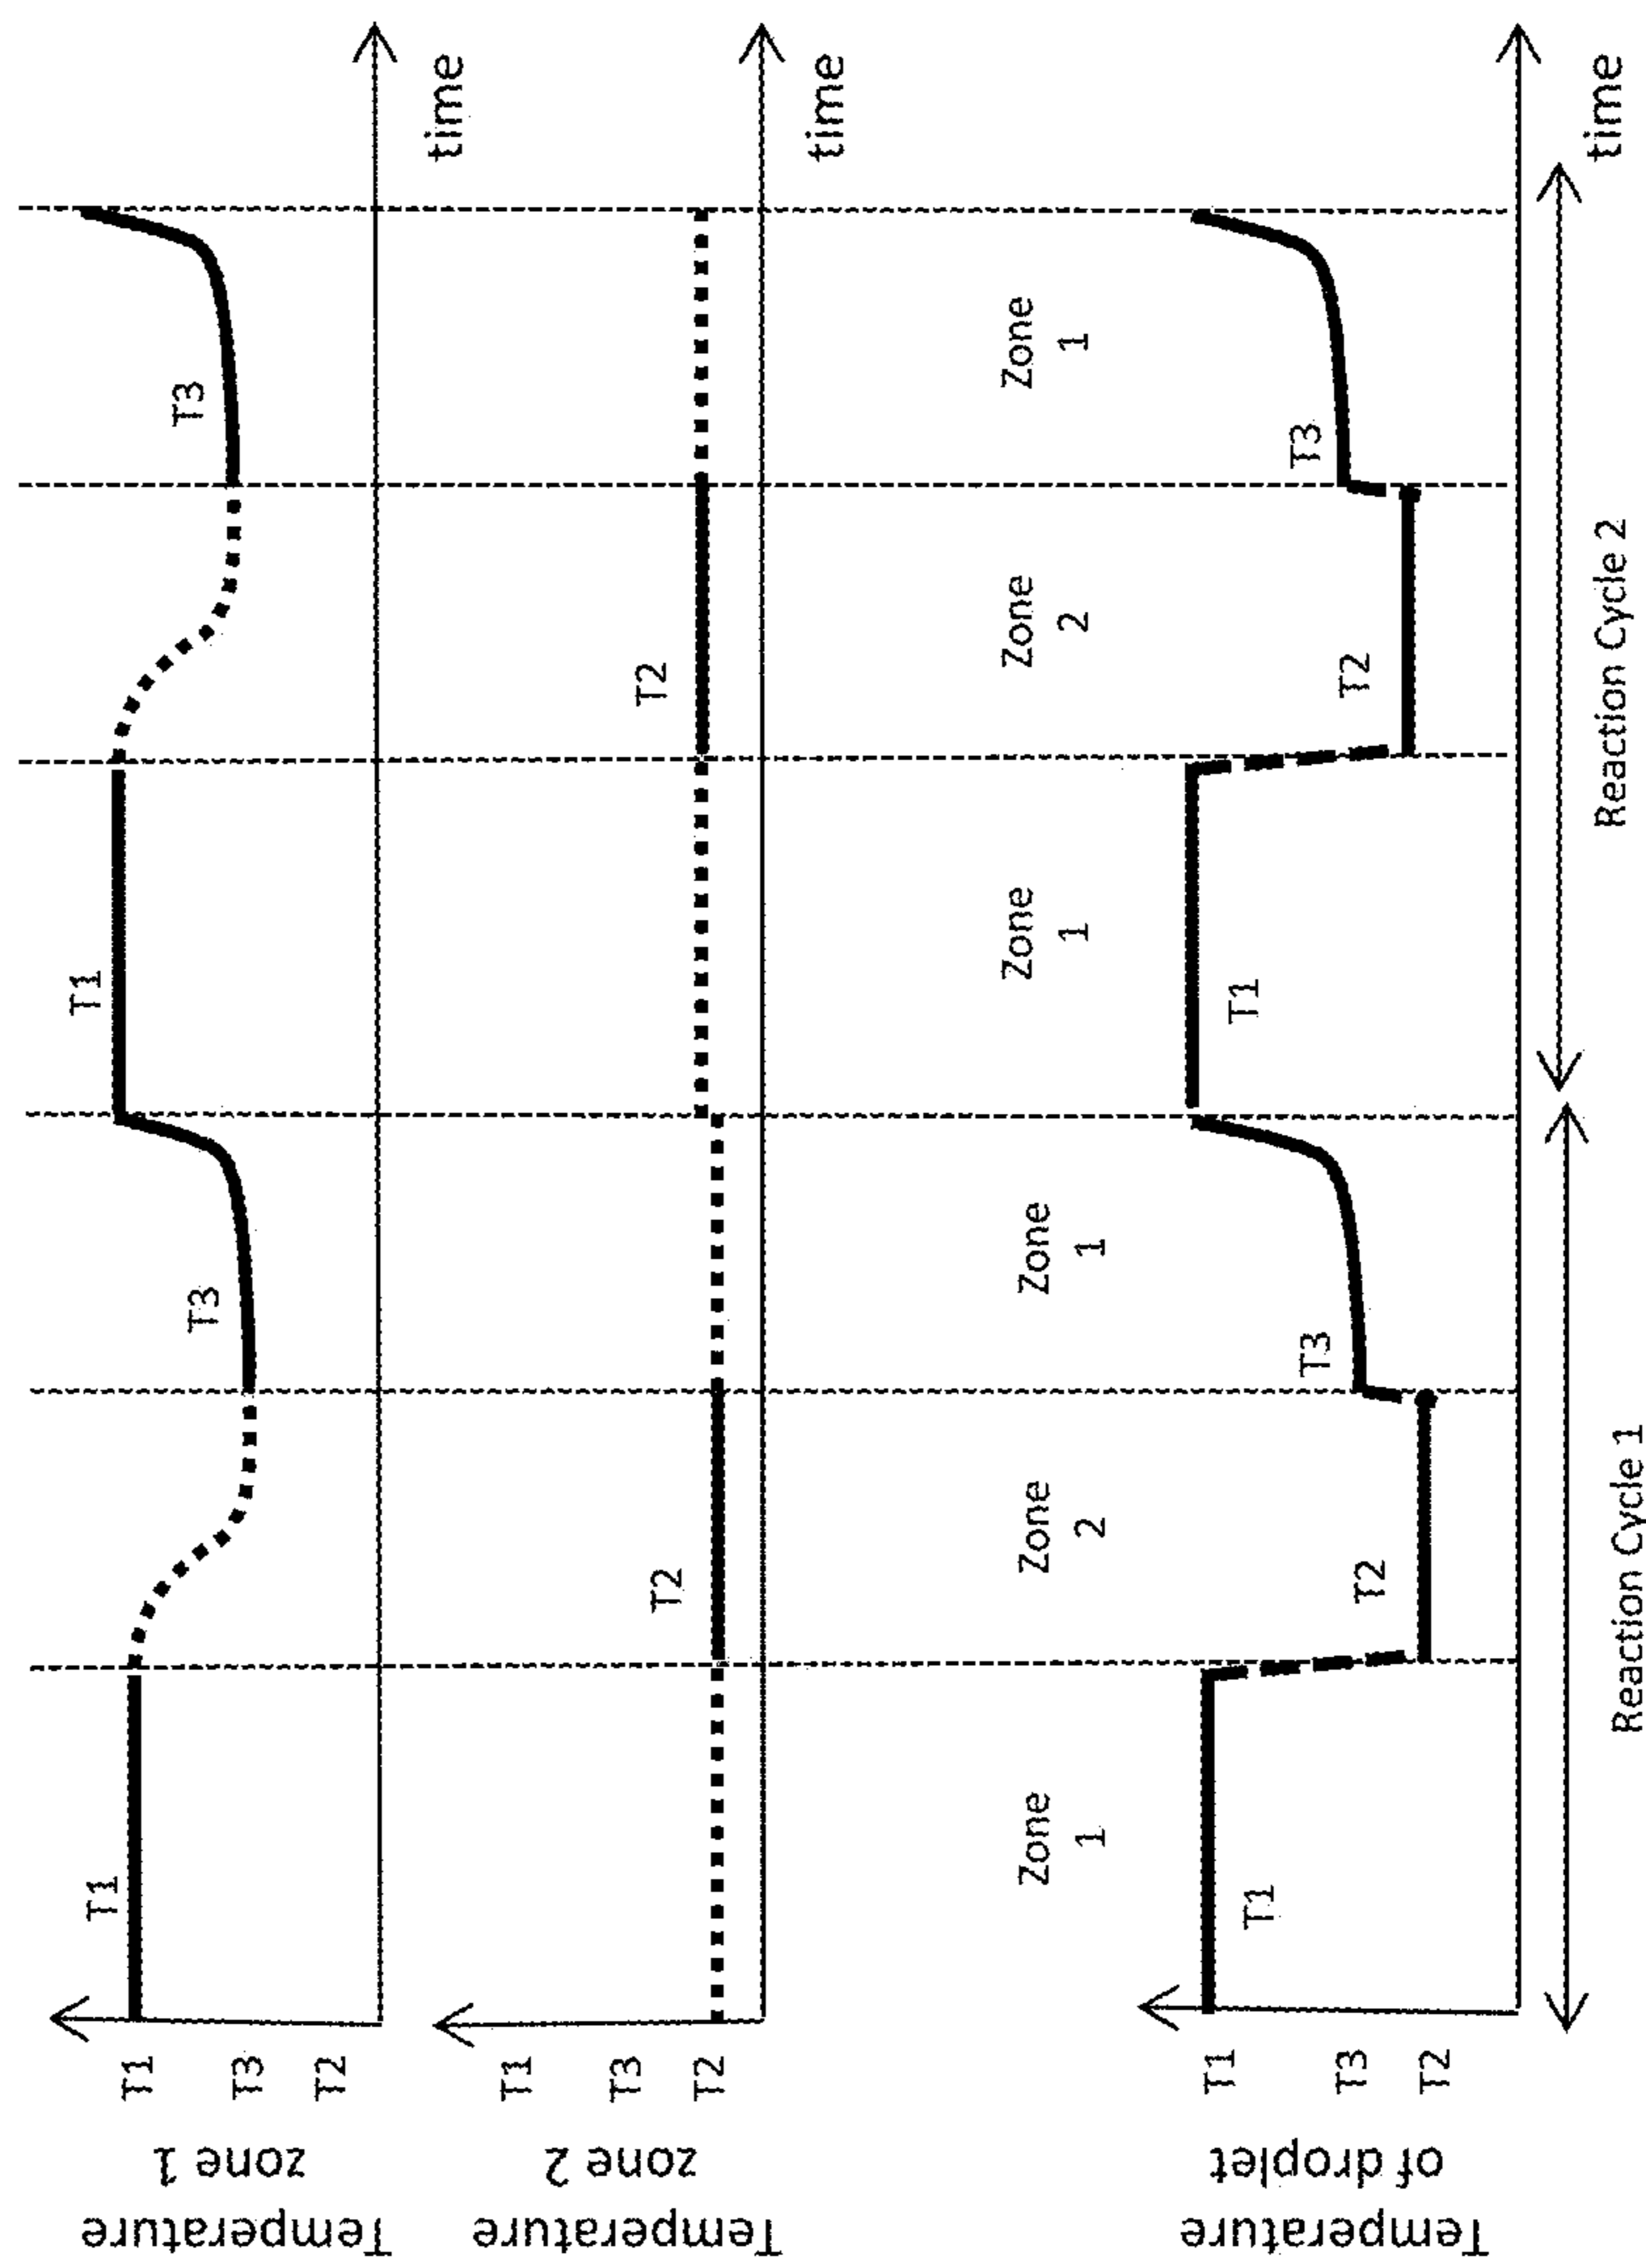 Temperature
zone 1
T1
T3
T2
T1
T3
T1
T3
time
Temperature
zone 2
T1
T3
T2
T2
T2
time
Zone
1
Zone
2
Zone
1
Zone
1
Zone
2
Zone
1
Temperature
of droplet
T1
T3
T2
T1
T2
T3
T1
T2
T3
time
Reaction Cycle 1
Reaction Cycle 2